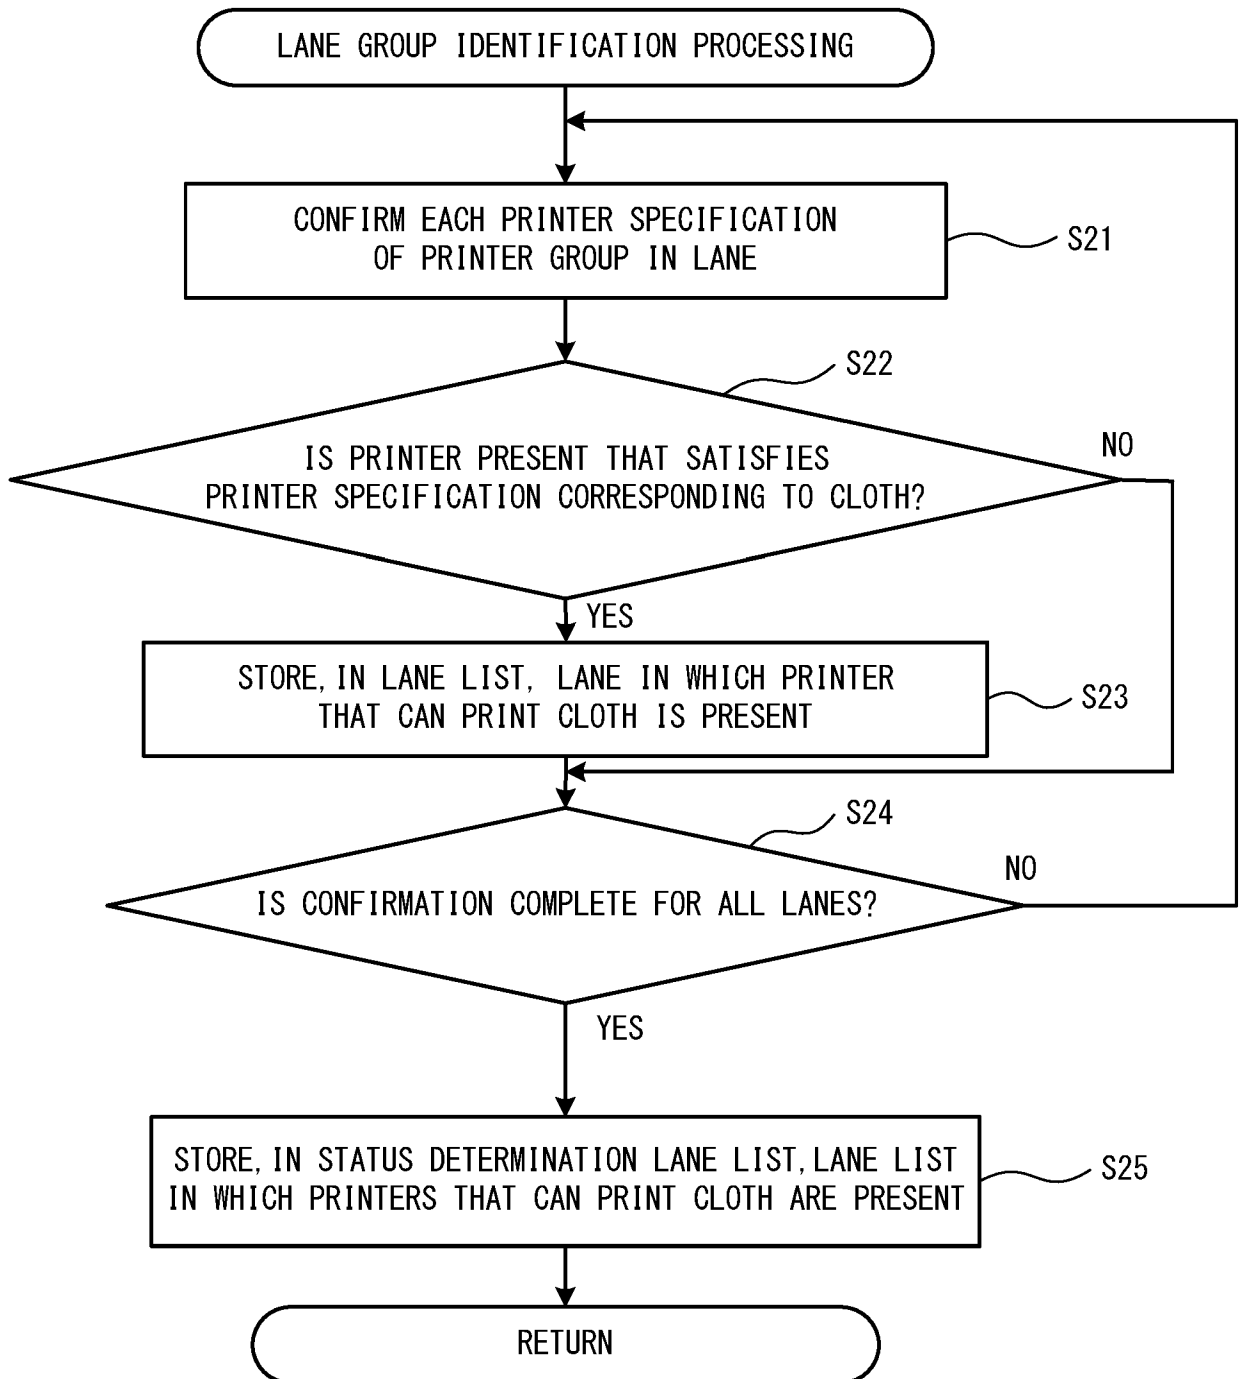 LANE GROUP IDENTIFICATION PROCESSING
CONFIRM EACH PRINTER SPECIFICATION
OF PRINTER GROUP IN LANE
S21
S22
IS PRINTER PRESENT THAT SATISFIES
PRINTER SPECIFICATION CORRESPONDING TO CLOTH?
NO
YES
STORE, IN LANE LIST, LANE IN WHICH PRINTER
THAT CAN PRINT CLOTH IS PRESENT
S23
S24
IS CONFIRMATION COMPLETE FOR ALL LANES?
NO
YES
STORE, IN STATUS DETERMINATION LANE LIST, LANE LIST
IN WHICH PRINTERS THAT CAN PRINT CLOTH ARE PRESENT
S25
RETURN